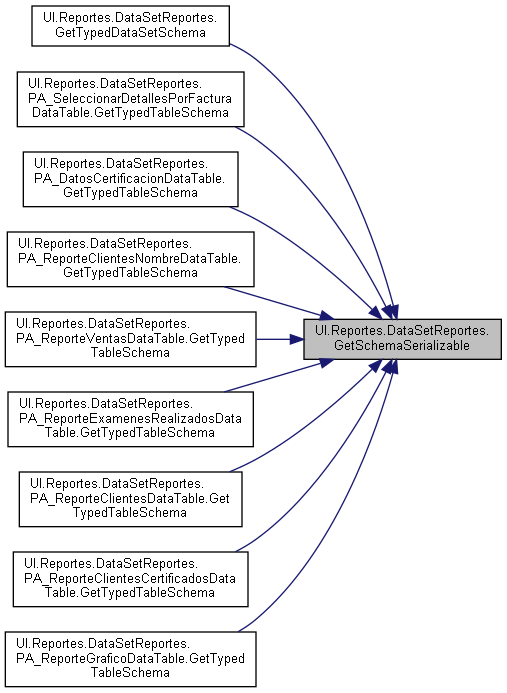 UI.Reportes.DataSetReportes.
GetTypedDataSetSchema
UI.Reportes.DataSetReportes.
PA_SeleccionarDetallesPorFactura
DataTable.GetTypedTableSchema
UI.Reportes.DataSetReportes.
PA_DatosCertificacionDataTable.
GetTypedTableSchema
UI.Reportes.DataSetReportes.
PA_ReporteClientesNombreDataTable.
GetTypedTableSchema
UI.Reportes.DataSetReportes.
PA_ReporteVentasDataTable.GetTyped
TableSchema
UI.Reportes.DataSetReportes.
GetSchemaSerializable
UI.Reportes.DataSetReportes.
PA_ReporteExamenesRealizadosData
Table.GetTypedTableSchema
UI.Reportes.DataSetReportes.
PA_ReporteClientesDataTable.Get
TypedTableSchema
UI.Reportes.DataSetReportes.
PA_ReporteClientesCertificadosData
Table.GetTypedTableSchema
UI.Reportes.DataSetReportes.
PA_ReporteGraficoDataTable.GetTyped
TableSchema